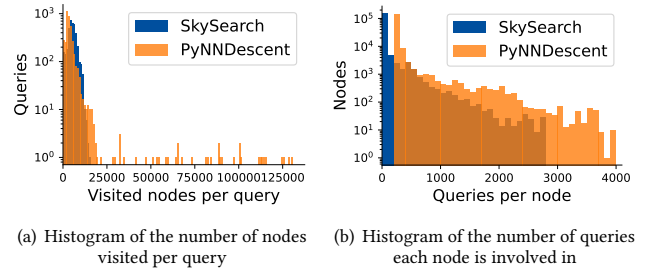 SkySearch
PyNNDescent
10³
10²
10¹
10⁰
Queries
0 25000 50000 75000 100000 125000
Visited nodes per query
(a) Histogram of the number of nodes
visited per query
SkySearch
PyNNDescent
10⁵
10⁴
10³
10²
10¹
10⁰
Nodes
0 1000 2000 3000 4000
Queries per node
(b) Histogram of the number of queries
each node is involved in